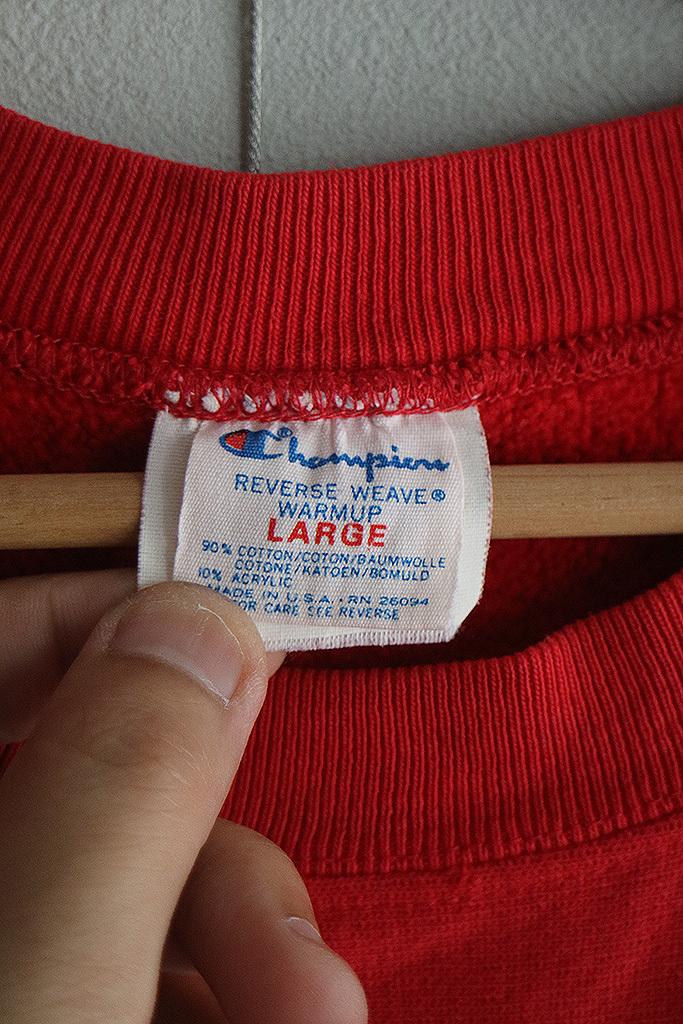 Champion®
REVERSE WEAVE®
WARMUP
LARGE
90% COTTON/COTON/BAUMWOLLE
COTONE/KATOEN/BOMULD
10% ACRYLIC
MADE IN U.S.A. · RN 26094
FOR CARE SEE REVERSE